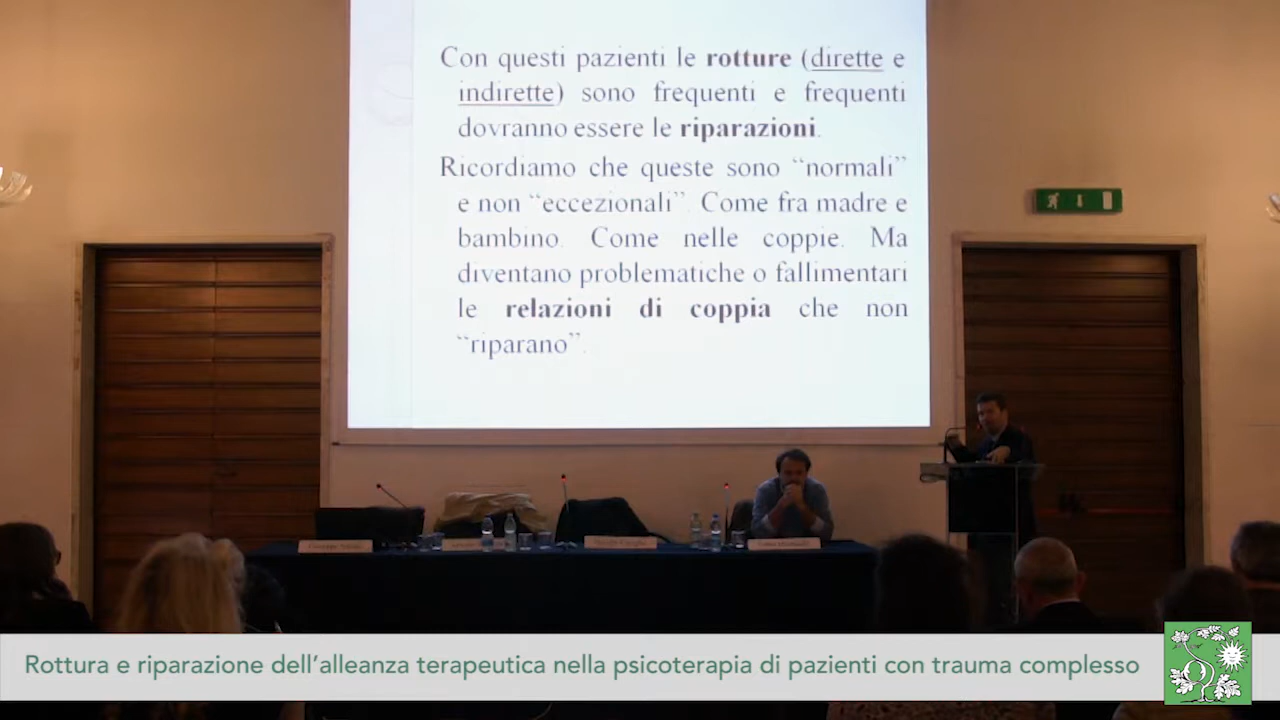 Con questi pazienti le rotture (dirette e
indirette) sono frequenti e frequenti
dovranno essere le riparazioni.
Ricordiamo che queste sono “normali”
e non “eccezionali”. Come fra madre e
bambino. Come nelle coppie. Ma
diventano problematiche o fallimentari
le relazioni di coppia che non
“riparano”.
Rottura e riparazione dell’alleanza terapeutica nella psicoterapia di pazienti con trauma complesso